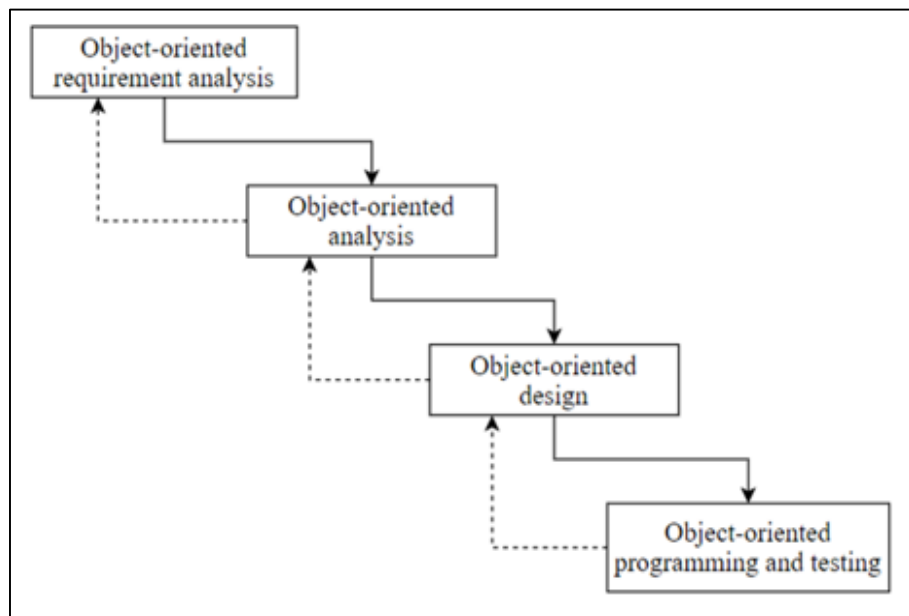 Object-oriented
requirement analysis
Object-oriented
analysis
Object-oriented
design
Object-oriented
programming and testing